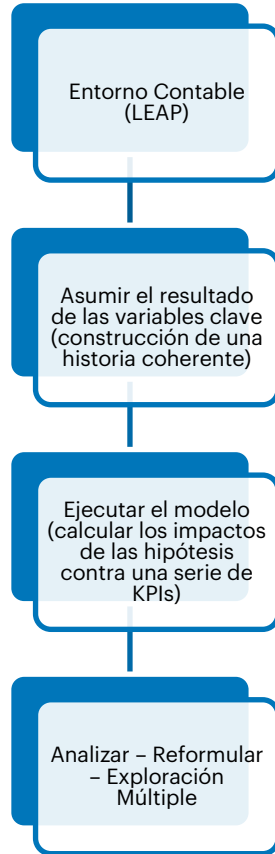 Entorno Contable
(LEAP)
Asumir el resultado
de las variables clave
(construcción de una
historia coherente)
Ejecutar el modelo
(calcular los impactos
de las hipótesis
contra una serie de
KPIs)
Analizar – Reformular
– Exploración
Múltiple